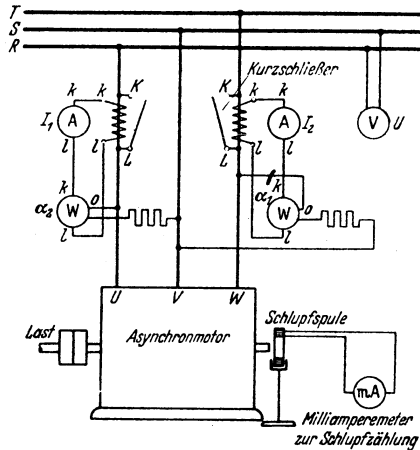 T
S
R
k k K
Kurzschließer
k k
I₁ A
A I₂
V U
l l L
l l
k
α₂ W o
l
k
α₁ W o
l
U V W
Schlupfspule
Last
Asynchronmotor
mA
Milliamperemeter
zur Schlupfzählung